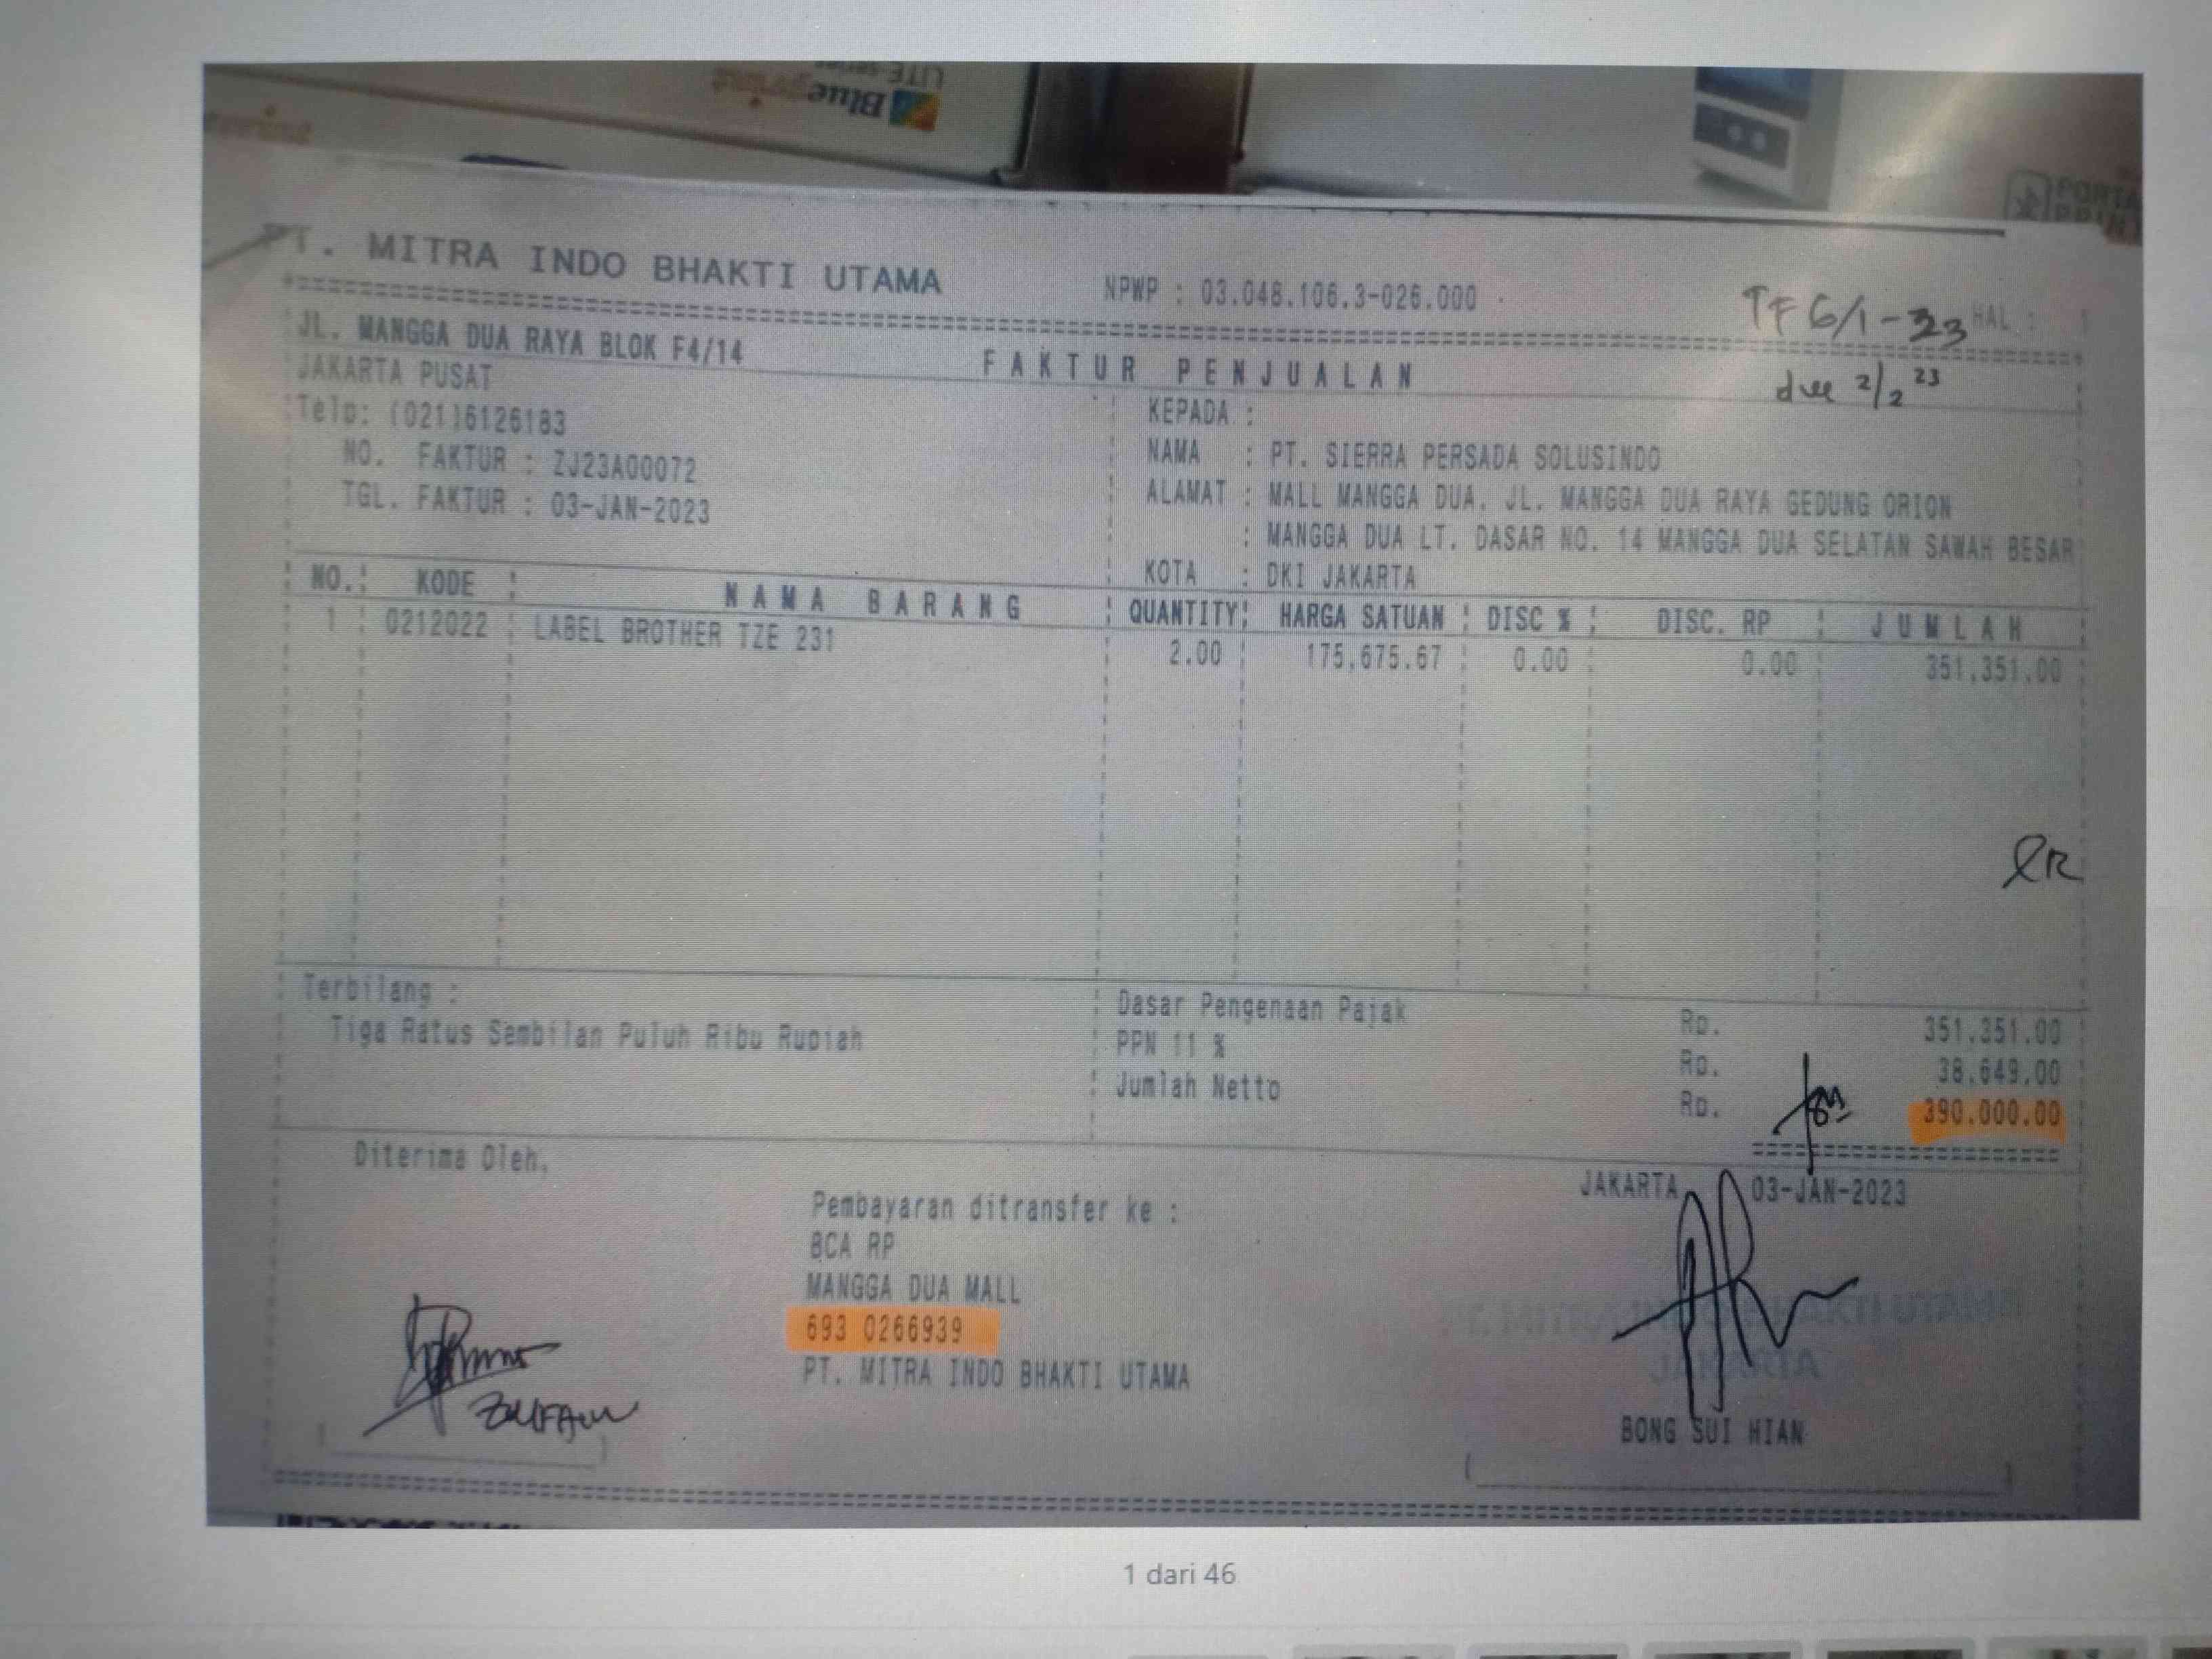 Blueprint
LITE series
PT. MITRA INDO BHAKTI UTAMA
NPWP : 03.048.106.3-026.000
TF 6/1-23
HAL : 1
JL. MANGGA DUA RAYA BLOK F4/14
FAKTUR PENJUALAN
due 2/2 23
JAKARTA PUSAT
Telp: (021)6126183
NO. FAKTUR : ZJ23A00072
TGL. FAKTUR : 03-JAN-2023
KEPADA :
NAMA : PT. SIERRA PERSADA SOLUSINDO
ALAMAT : MALL MANGGA DUA, JL. MANGGA DUA RAYA GEDUNG ORION
: MANGGA DUA LT. DASAR NO. 14 MANGGA DUA SELATAN SAWAH BESAR
KOTA : DKI JAKARTA
NO. KODE NAMA BARANG QUANTITY HARGA SATUAN DISC % DISC. RP JUMLAH
1 0212022 LABEL BROTHER TZE 231 2.00 175,675.67 0.00 0.00 351,351.00
Terbilang :
Tiga Ratus Sembilan Puluh Ribu Rupiah
Dasar Pengenaan Pajak Rp. 351,351.00
PPN 11 % Rp. 38,649.00
Jumlah Netto Rp. 390,000.00
Diterima Oleh,
JAKARTA, 03-JAN-2023
Pembayaran ditransfer ke :
BCA RP
MANGGA DUA MALL
693 0266939
PT. MITRA INDO BHAKTI UTAMA
BONG SUI HIAN
1 dari 46